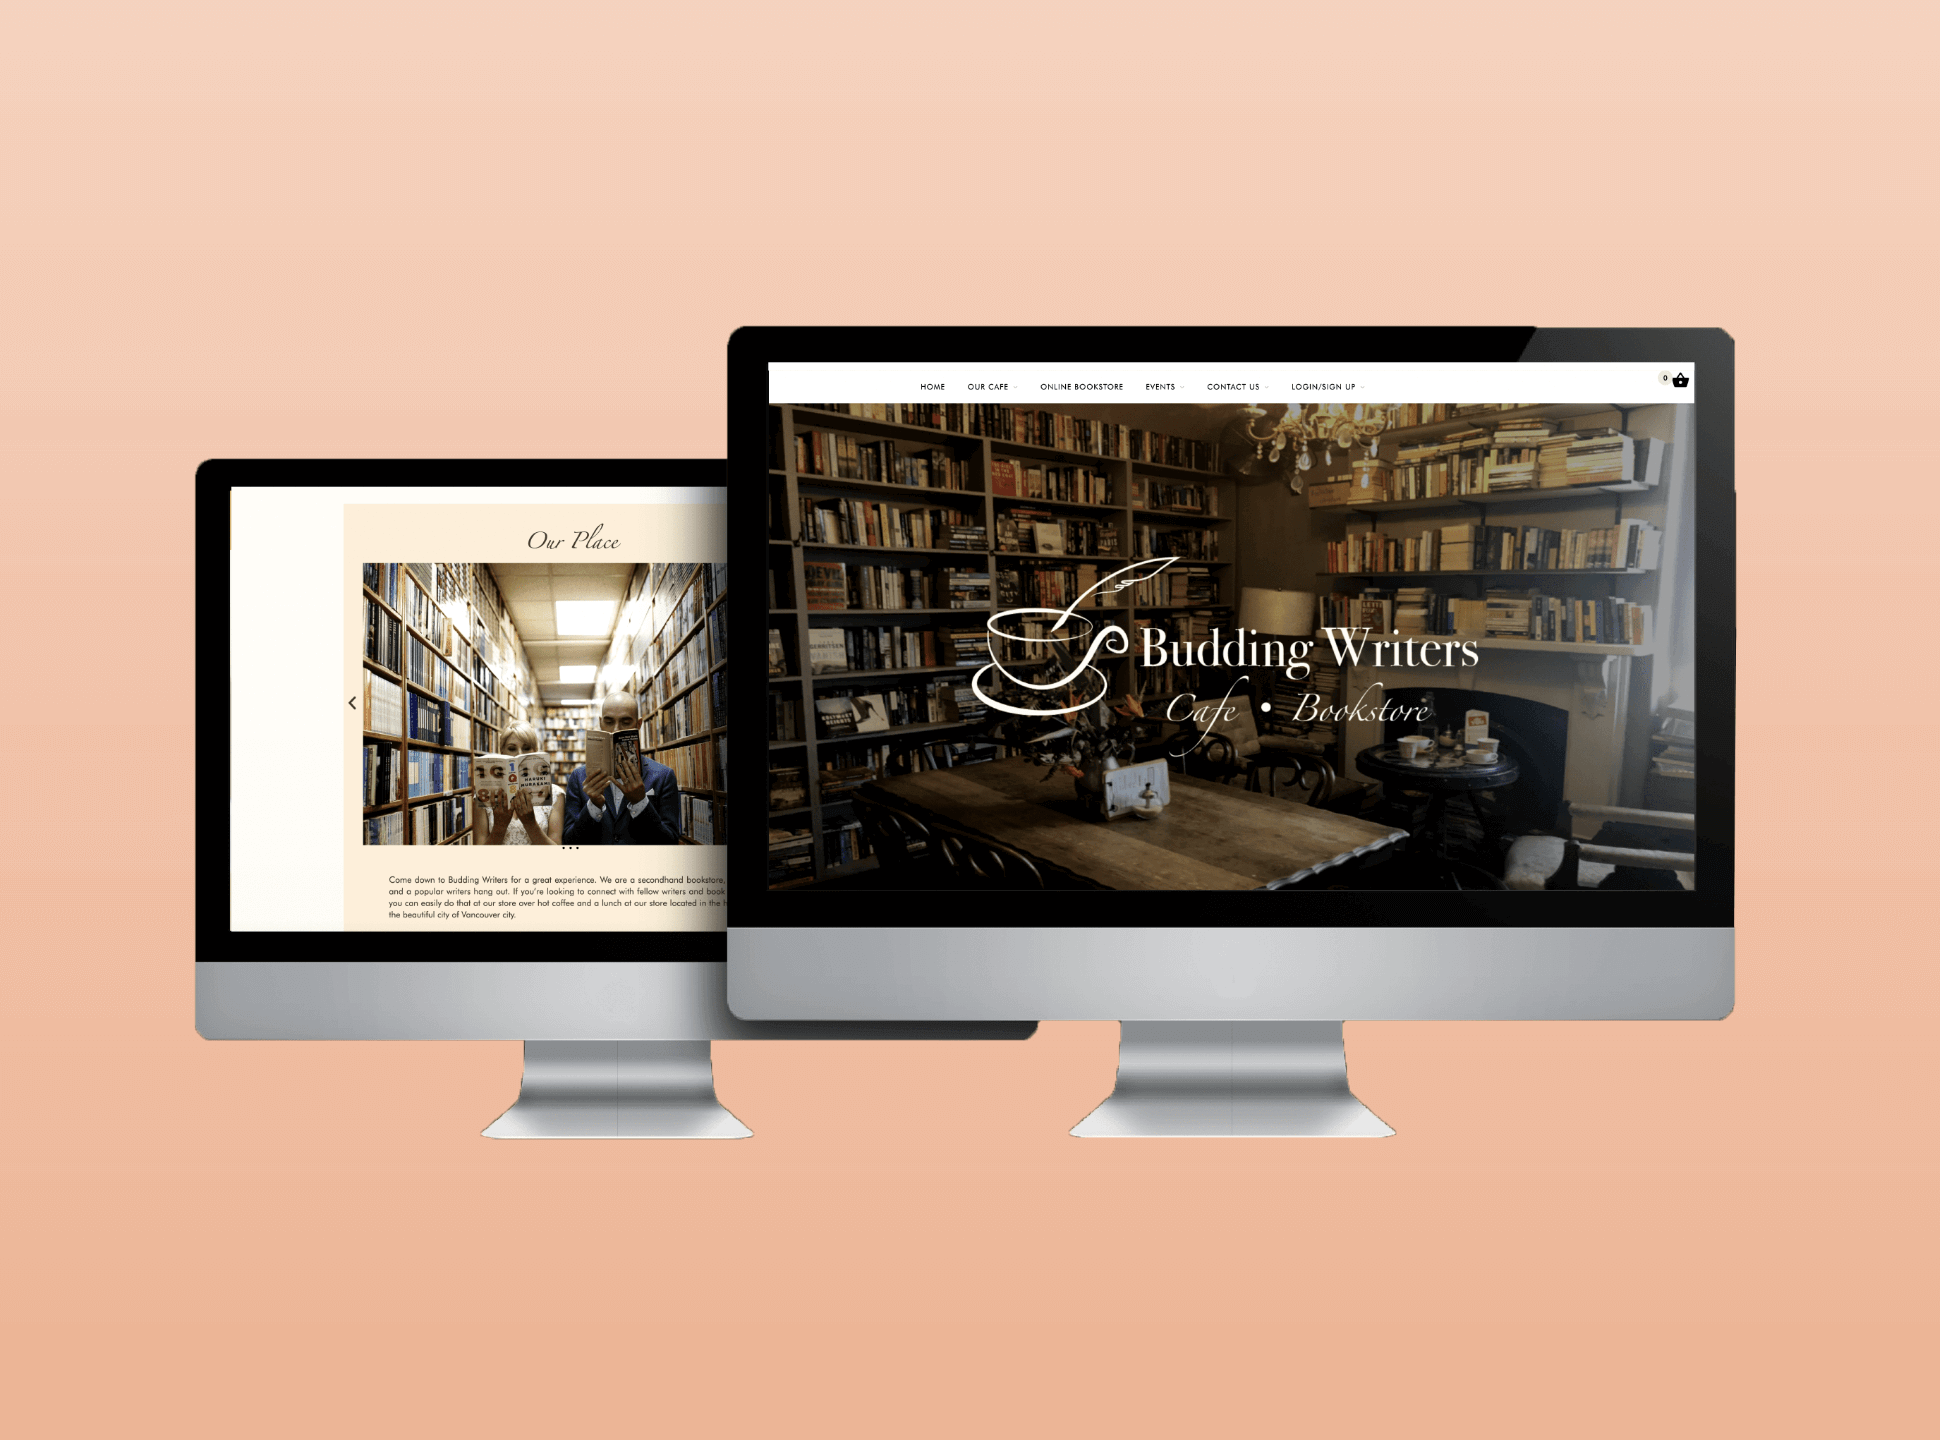 HOME OUR CAFE ONLINE BOOKSTORE EVENTS CONTACT US LOGIN/SIGN UP 0
Budding Writers
Cafe • Bookstore
Our Place
HARUKI
MURAKAMI
Come down to Budding Writers for a great experience. We are a secondhand bookstore,
and a popular writers hang out. If you're looking to connect with fellow writers and book
you can easily do that at our store over hot coffee and a lunch at our store located in the
the beautiful city of Vancouver city.